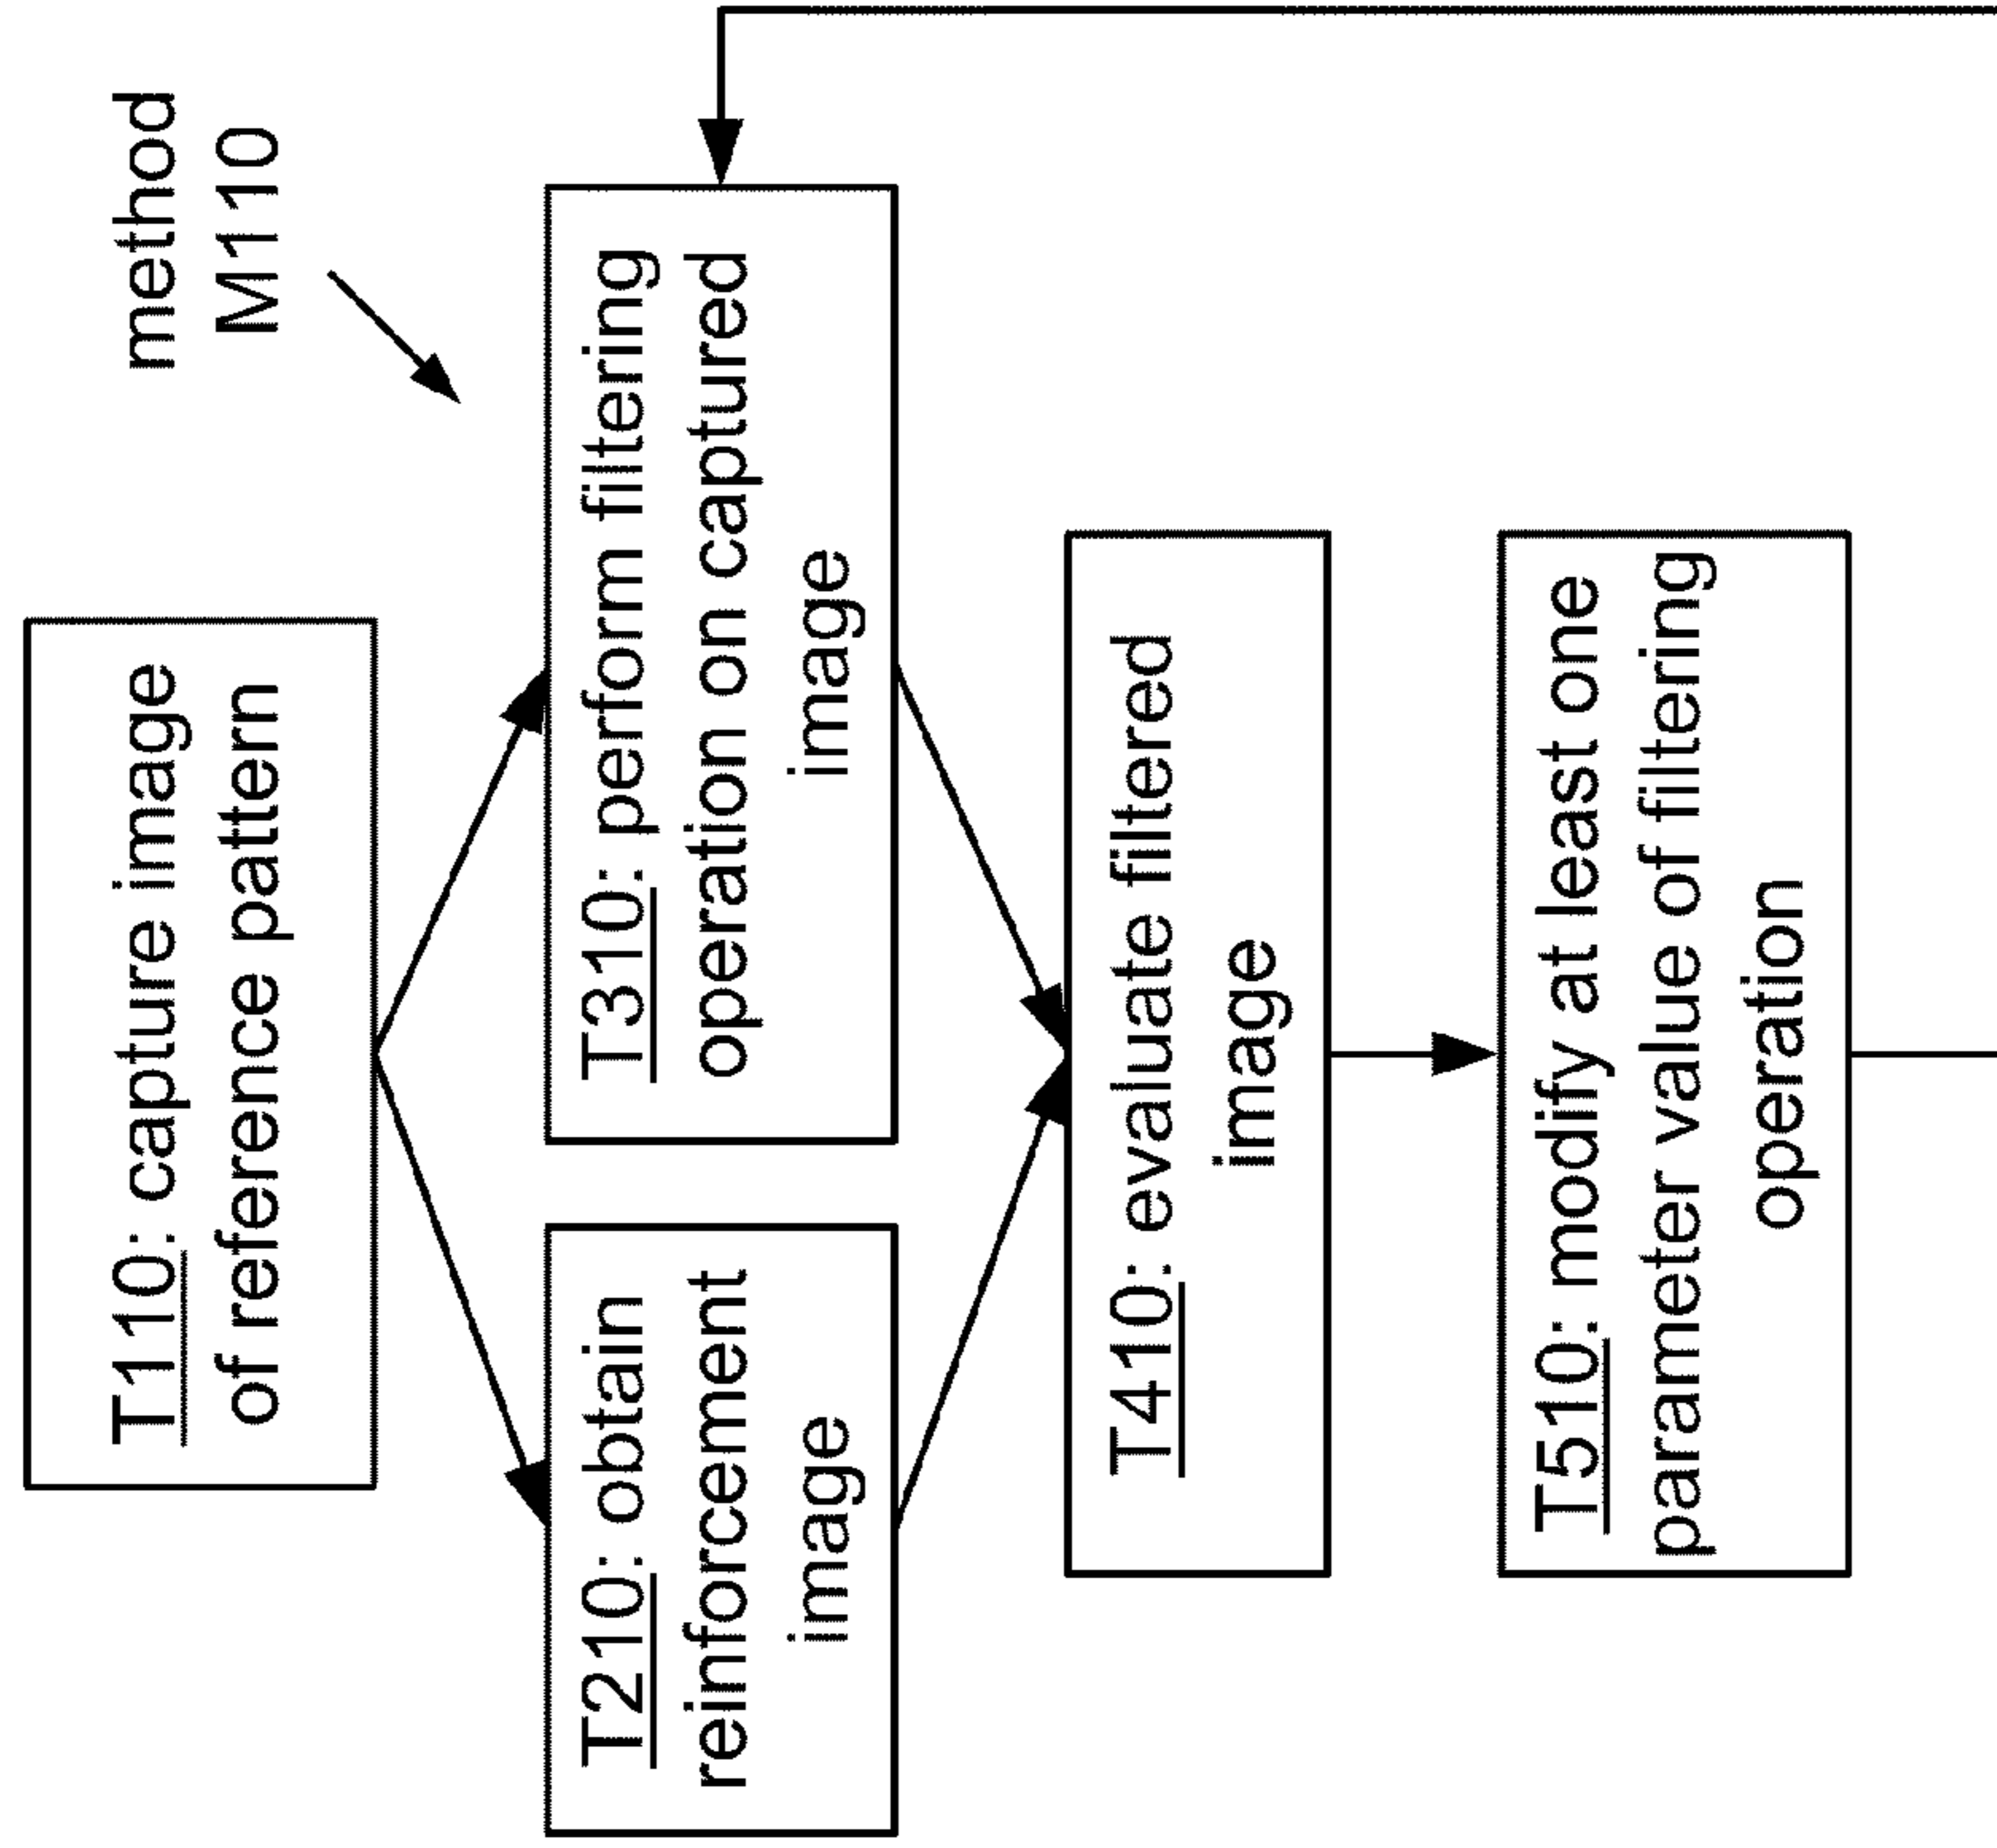 method
M110
T110: capture image
of reference pattern
T210: obtain
reinforcement
image
T310: perform filtering
operation on captured
image
T410: evaluate filtered
image
T510: modify at least one
parameter value of filtering
operation